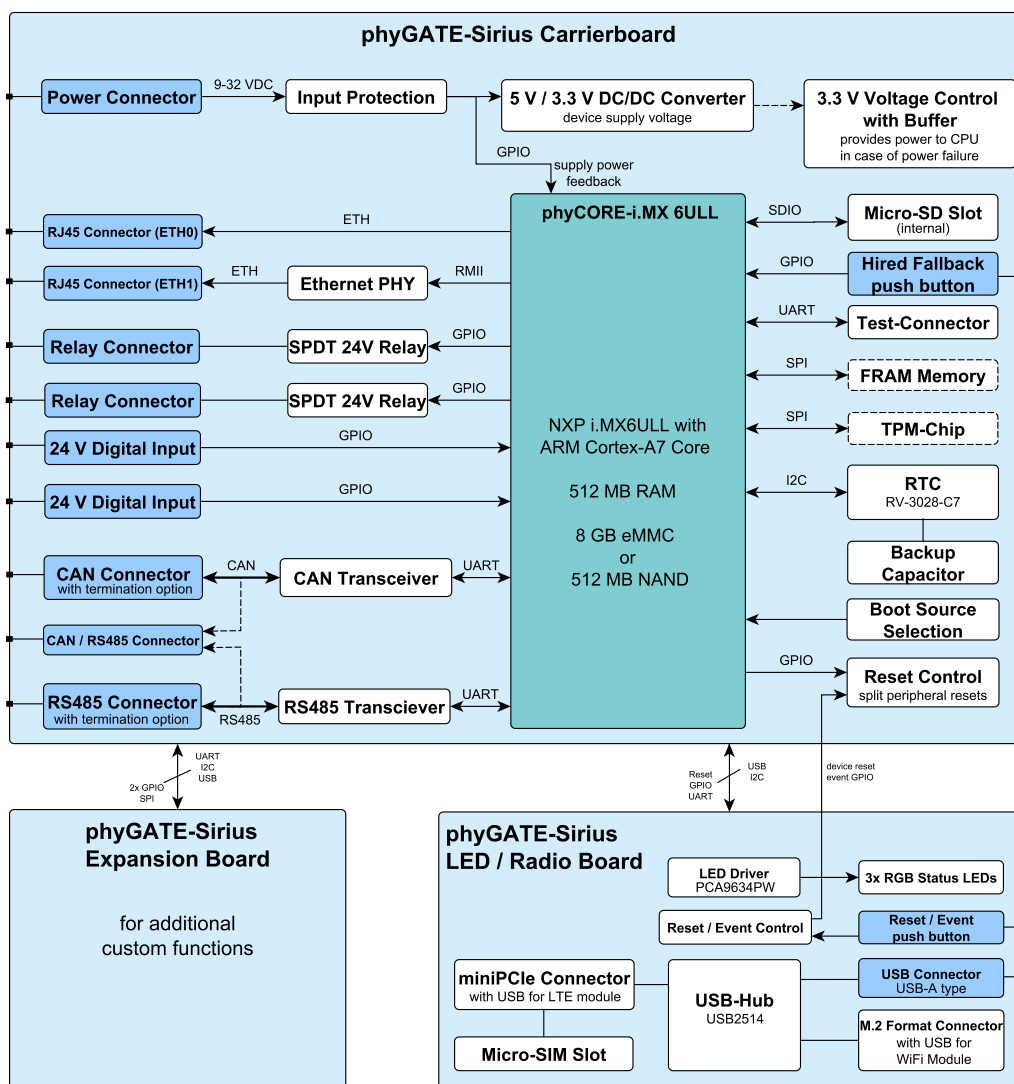 phyGATE-Sirius Carrierboard
Power Connector
9-32 VDC
Input Protection
5 V / 3.3 V DC/DC Converter
device supply voltage
3.3 V Voltage Control
with Buffer
provides power to CPU
in case of power failure
GPIO
supply power
feedback
phyCORE-i.MX 6ULL
NXP i.MX6ULL with
ARM Cortex-A7 Core
512 MB RAM
8 GB eMMC
or
512 MB NAND
RJ45 Connector (ETH0)
ETH
RJ45 Connector (ETH1)
ETH
Ethernet PHY
RMII
Relay Connector
SPDT 24V Relay
GPIO
Relay Connector
SPDT 24V Relay
GPIO
24 V Digital Input
GPIO
24 V Digital Input
GPIO
CAN Connector
with termination option
CAN
CAN Transceiver
UART
CAN / RS485 Connector
RS485 Connector
with termination option
RS485
RS485 Transciever
UART
SDIO
Micro-SD Slot
(internal)
GPIO
Hired Fallback
push button
UART
Test-Connector
SPI
FRAM Memory
SPI
TPM-Chip
I2C
RTC
RV-3028-C7
Backup
Capacitor
Boot Source
Selection
GPIO
Reset Control
split peripheral resets
UART
I2C
USB
2x GPIO
SPI
Reset
GPIO
UART
USB
I2C
device reset
event GPIO
phyGATE-Sirius
Expansion Board
for additional
custom functions
phyGATE-Sirius
LED / Radio Board
LED Driver
PCA9634PW
3x RGB Status LEDs
Reset / Event Control
Reset / Event
push button
miniPCIe Connector
with USB for LTE module
Micro-SIM Slot
USB-Hub
USB2514
USB Connector
USB-A type
M.2 Format Connector
with USB for
WiFi Module